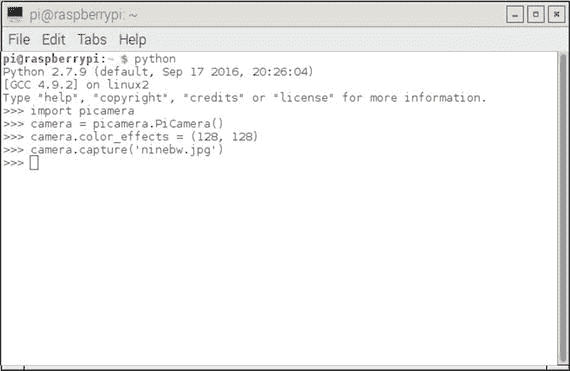 pi@raspberrypi: ~
File Edit Tabs Help
pi@raspberrypi:~ $ python
Python 2.7.9 (default, Sep 17 2016, 20:26:04)
[GCC 4.9.2] on linux2
Type "help", "copyright", "credits" or "license" for more information.
>>> import picamera
>>> camera = picamera.PiCamera()
>>> camera.color_effects = (128, 128)
>>> camera.capture('ninebw.jpg')
>>>